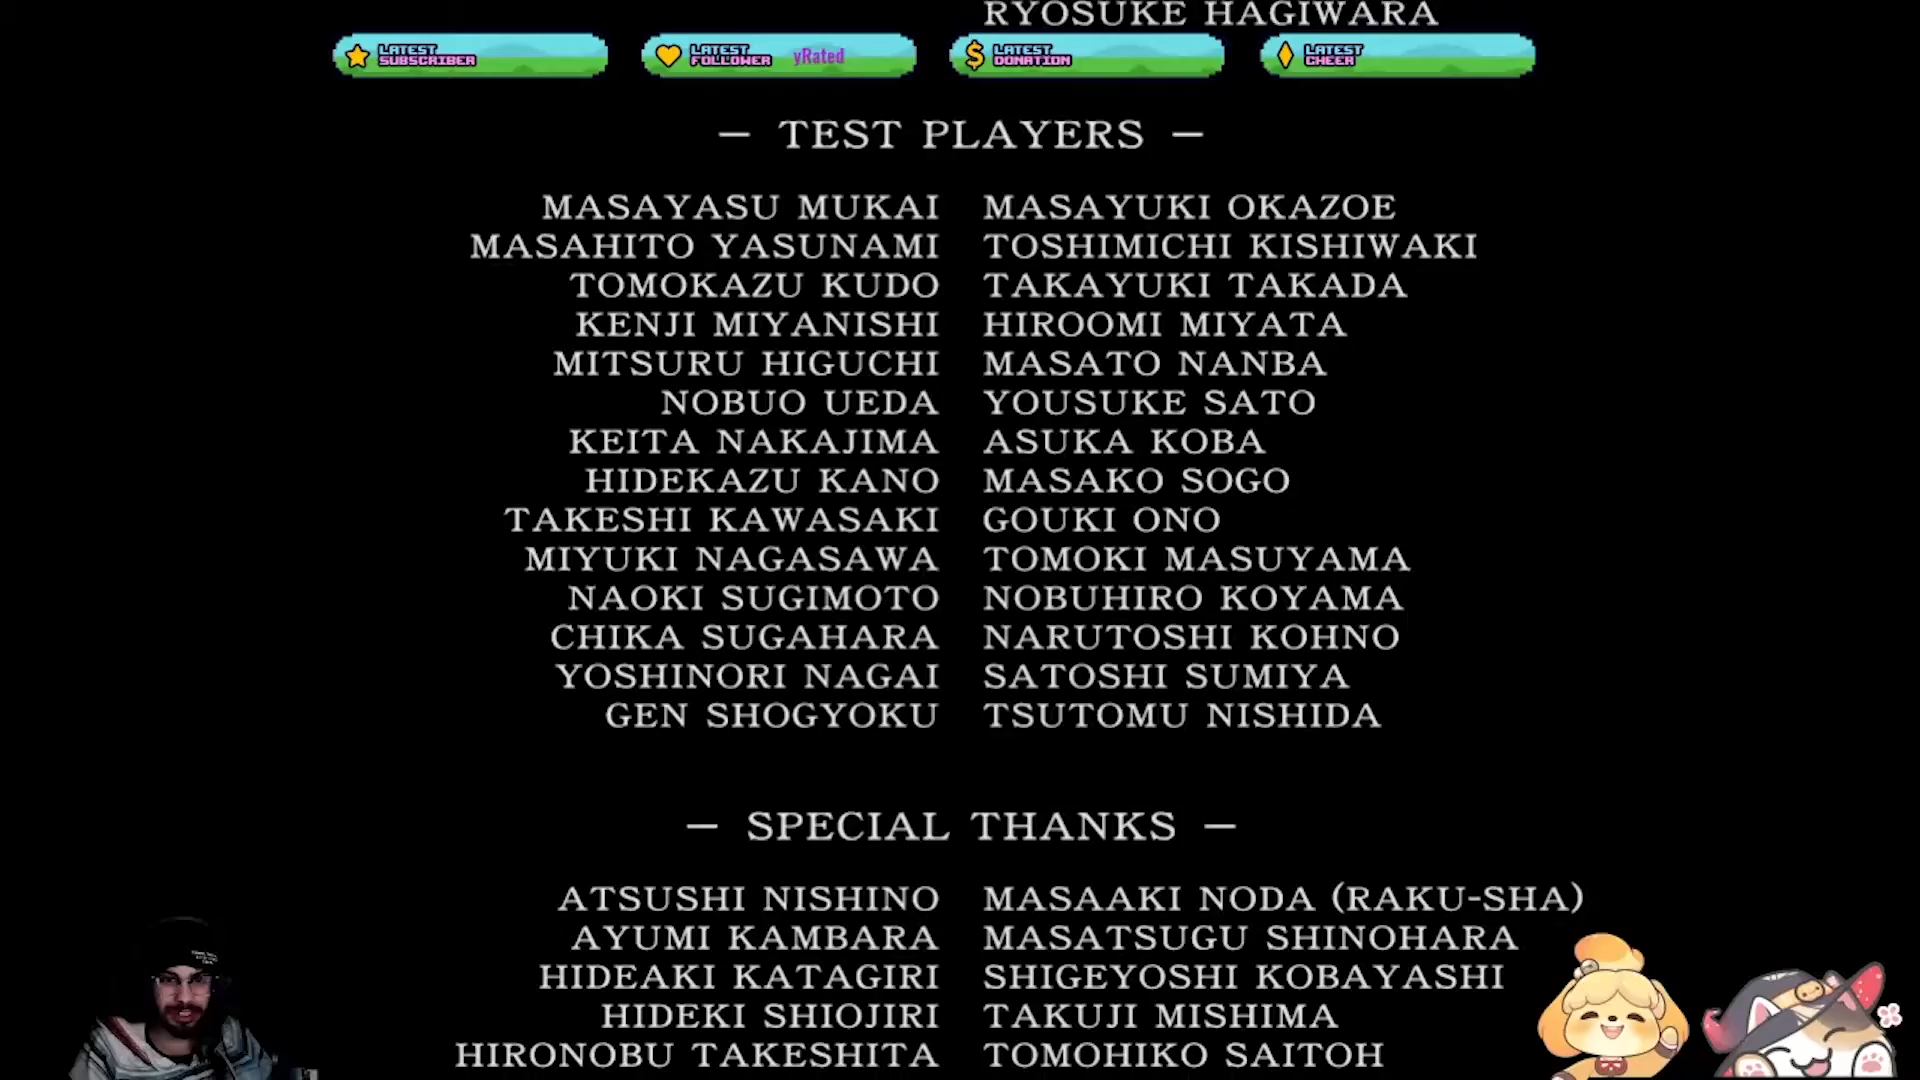 RYOSUKE HAGIWARA
LATEST SUBSCRIBER
LATEST FOLLOWER yRated
LATEST DONATION
LATEST CHEER
— TEST PLAYERS —
MASAYASU MUKAI MASAYUKI OKAZOE
MASAHITO YASUNAMI TOSHIMICHI KISHIWAKI
TOMOKAZU KUDO TAKAYUKI TAKADA
KENJI MIYANISHI HIROOMI MIYATA
MITSURU HIGUCHI MASATO NANBA
NOBUO UEDA YOUSUKE SATO
KEITA NAKAJIMA ASUKA KOBA
HIDEKAZU KANO MASAKO SOGO
TAKESHI KAWASAKI GOUKI ONO
MIYUKI NAGASAWA TOMOKI MASUYAMA
NAOKI SUGIMOTO NOBUHIRO KOYAMA
CHIKA SUGAHARA NARUTOSHI KOHNO
YOSHINORI NAGAI SATOSHI SUMIYA
GEN SHOGYOKU TSUTOMU NISHIDA
— SPECIAL THANKS —
ATSUSHI NISHINO MASAAKI NODA (RAKU-SHA)
AYUMI KAMBARA MASATSUGU SHINOHARA
HIDEAKI KATAGIRI SHIGEYOSHI KOBAYASHI
HIDEKI SHIOJIRI TAKUJI MISHIMA
HIRONOBU TAKESHITA TOMOHIKO SAITOH